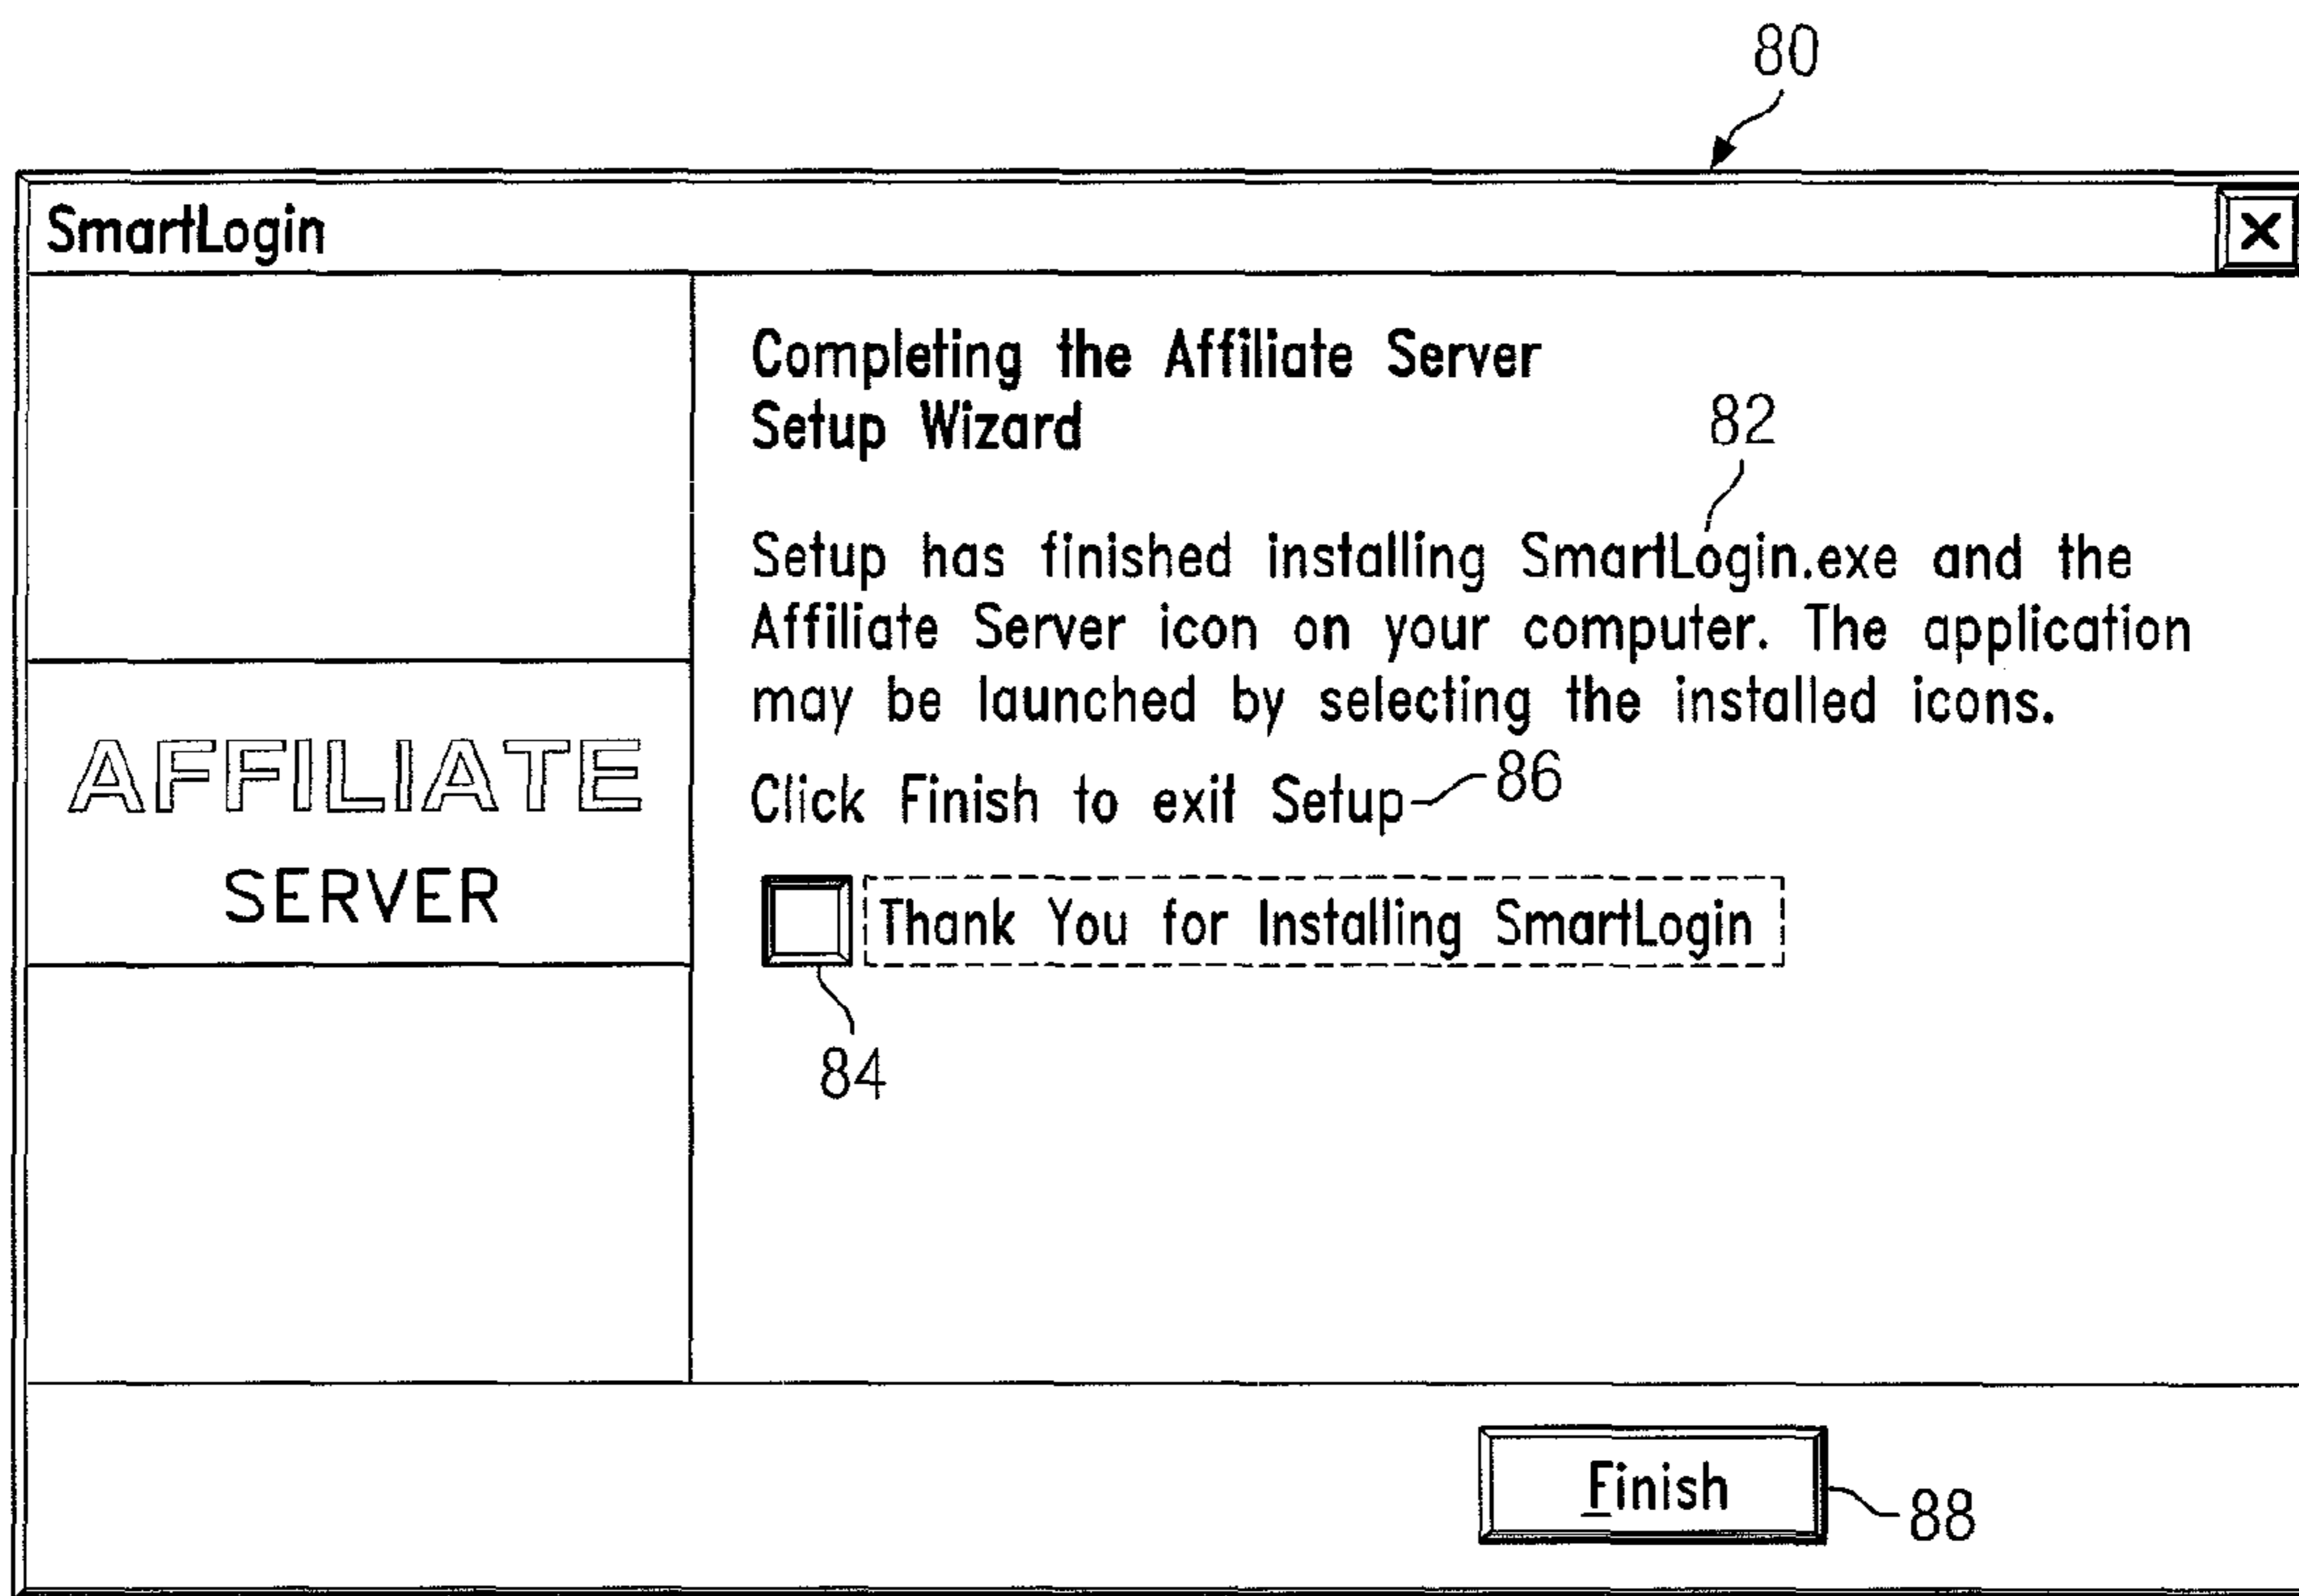 80
SmartLogin
X
Completing the Affiliate Server
Setup Wizard
82
Setup has finished installing SmartLogin.exe and the
Affiliate Server icon on your computer. The application
may be launched by selecting the installed icons.
Click Finish to exit Setup
86
Thank You for Installing SmartLogin
84
AFFILIATE
SERVER
Finish
88